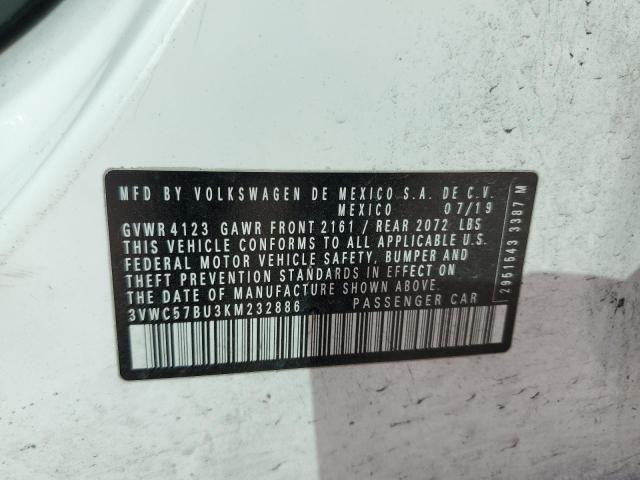 MFD BY VOLKSWAGEN DE MEXICO S.A. DE C.V.
MEXICO 07/19
GVWR 4123 GAWR FRONT 2161 / REAR 2072 LBS
THIS VEHICLE CONFORMS TO ALL APPLICABLE U.S.
FEDERAL MOTOR VEHICLE SAFETY, BUMPER AND
THEFT PREVENTION STANDARDS IN EFFECT ON
THE DATE OF MANUFACTURE SHOWN ABOVE.
3VWC57BU3KM232886 PASSENGER CAR
2951643 3387 M